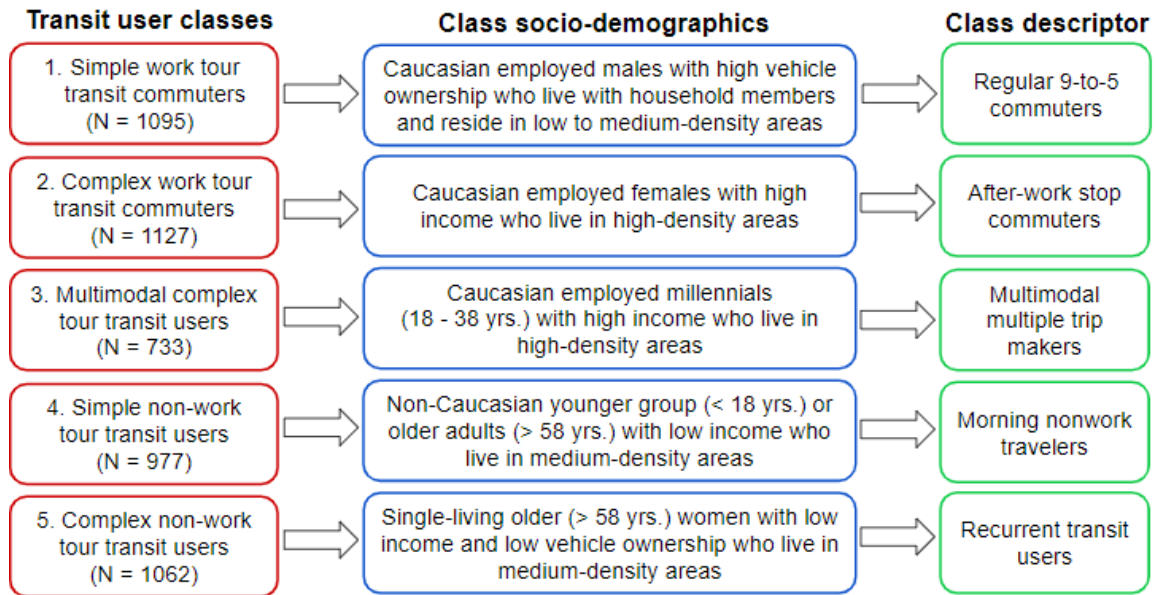 Transit user classes
Class socio-demographics
Class descriptor
1. Simple work tour
transit commuters
(N = 1095)
Caucasian employed males with high vehicle
ownership who live with household members
and reside in low to medium-density areas
Regular 9-to-5
commuters
2. Complex work tour
transit commuters
(N = 1127)
Caucasian employed females with high
income who live in high-density areas
After-work stop
commuters
3. Multimodal complex
tour transit users
(N = 733)
Caucasian employed millennials
(18 - 38 yrs.) with high income who live in
high-density areas
Multimodal
multiple trip
makers
4. Simple non-work
tour transit users
(N = 977)
Non-Caucasian younger group (< 18 yrs.) or
older adults (> 58 yrs.) with low income who
live in medium-density areas
Morning nonwork
travelers
5. Complex non-work
tour transit users
(N = 1062)
Single-living older (> 58 yrs.) women with low
income and low vehicle ownership who live in
medium-density areas
Recurrent transit
users